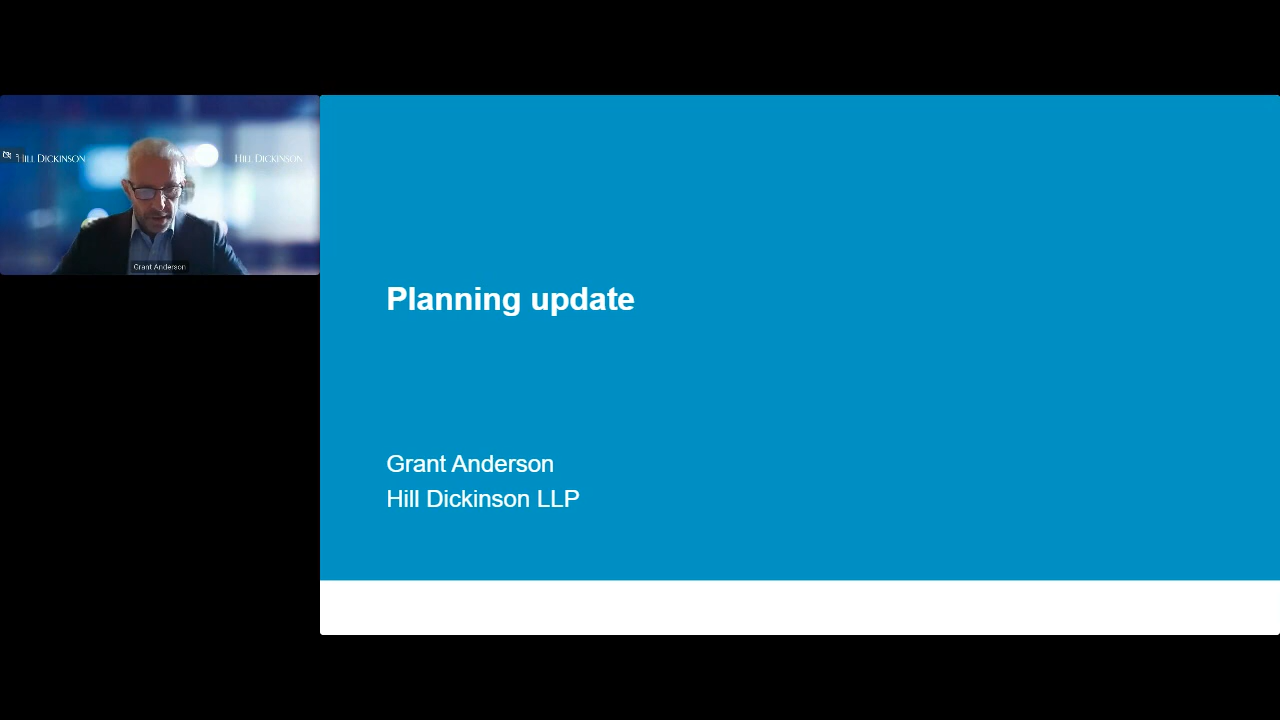 HILL DICKINSON
HILL DICKINSON
Grant Anderson
Planning update
Grant Anderson
Hill Dickinson LLP